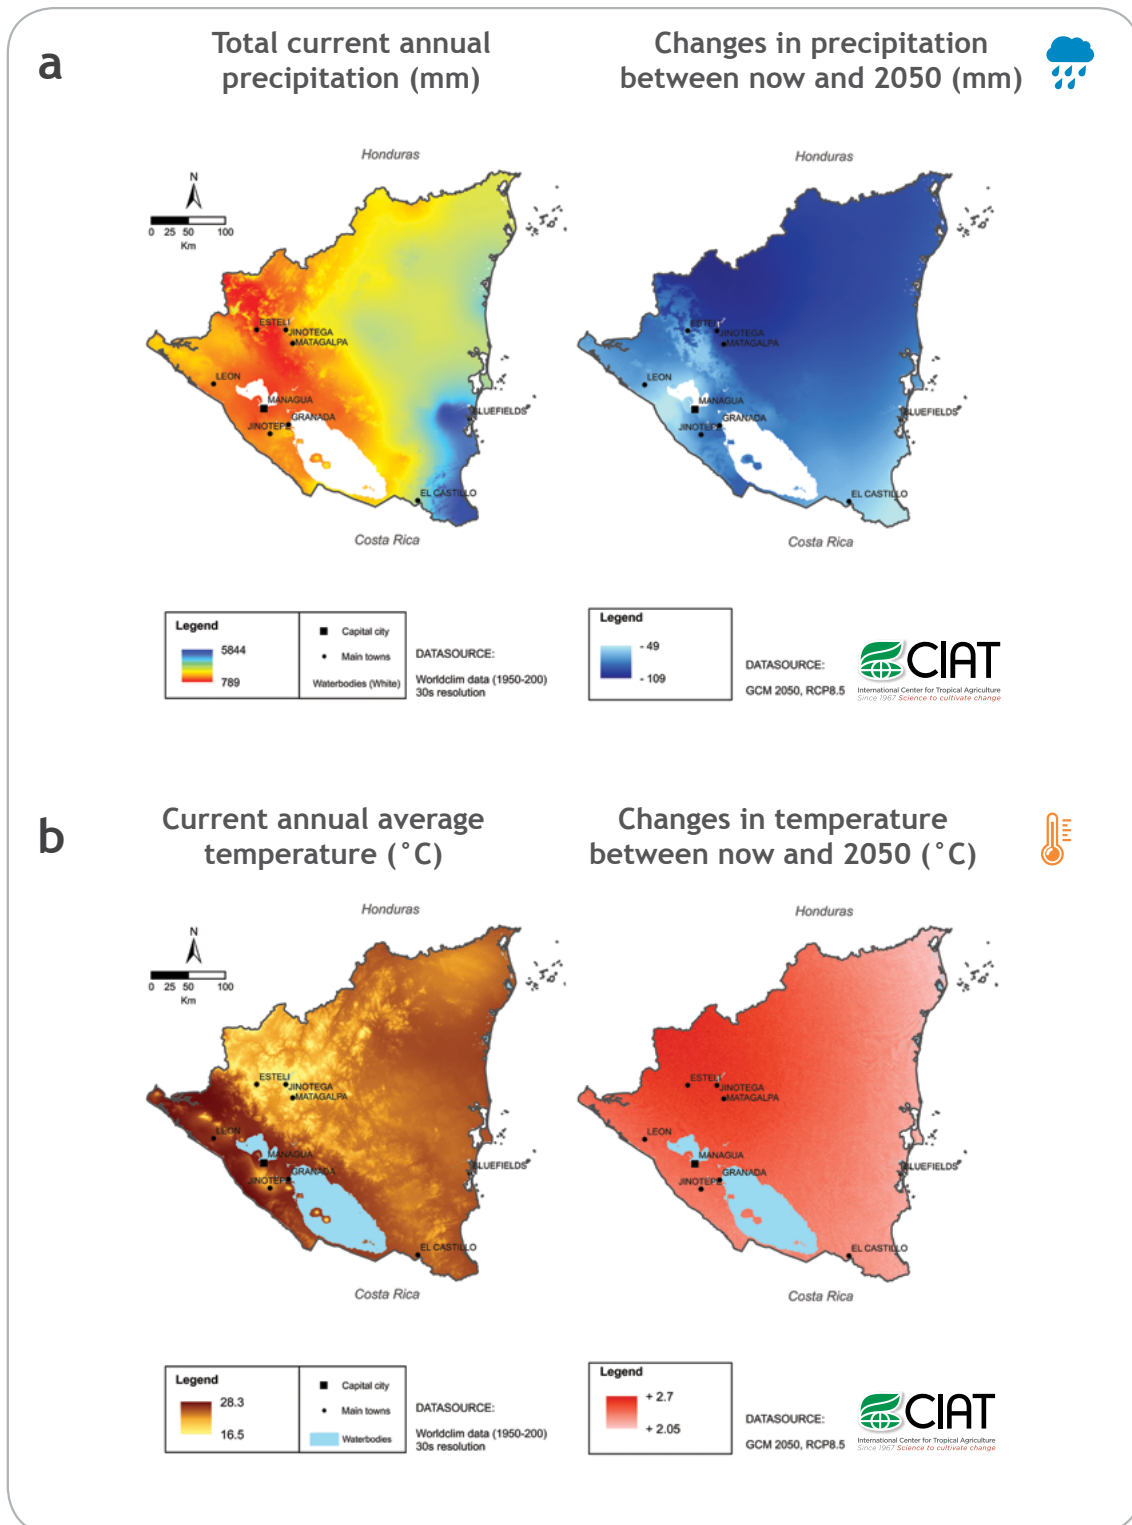 a
Total current annual
precipitation (mm)
Changes in precipitation
between now and 2050 (mm)
Honduras
N
0 25 50 100
Km
ESTELI
JINOTEGA
MATAGALPA
LEON
MANAGUA
GRANADA
JINOTEPE
BLUEFIELDS
EL CASTILLO
Costa Rica
Honduras
ESTELI
JINOTEGA
MATAGALPA
LEON
MANAGUA
GRANADA
JINOTEPE
BLUEFIELDS
EL CASTILLO
Costa Rica
Legend
5844
789
Capital city
Main towns
Waterbodies (White)
DATASOURCE:
Worldclim data (1950-200)
30s resolution
Legend
- 49
- 109
DATASOURCE:
GCM 2050, RCP8.5
CIAT
International Center for Tropical Agriculture
Since 1967 Science to cultivate change
b
Current annual average
temperature (°C)
Changes in temperature
between now and 2050 (°C)
Honduras
N
0 25 50 100
Km
ESTELI
JINOTEGA
MATAGALPA
LEON
MANAGUA
GRANADA
JINOTEPE
BLUEFIELDS
EL CASTILLO
Costa Rica
Honduras
ESTELI
JINOTEGA
MATAGALPA
LEON
MANAGUA
GRANADA
JINOTEPE
BLUEFIELDS
EL CASTILLO
Costa Rica
Legend
28.3
16.5
Capital city
Main towns
Waterbodies
DATASOURCE:
Worldclim data (1950-200)
30s resolution
Legend
+ 2.7
+ 2.05
DATASOURCE:
GCM 2050, RCP8.5
CIAT
International Center for Tropical Agriculture
Since 1967 Science to cultivate change